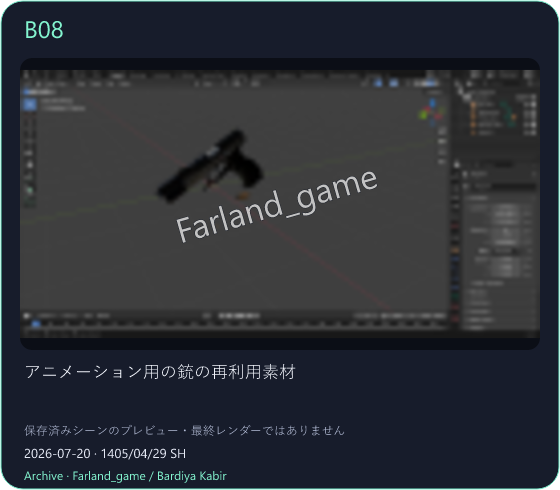 B08
Farland_game
アニメーション用の銃の再利用素材
保存済みシーンのプレビュー・最終レンダーではありません
2026-07-20 · 1405/04/29 SH
Archive · Farland_game / Bardiya Kabir